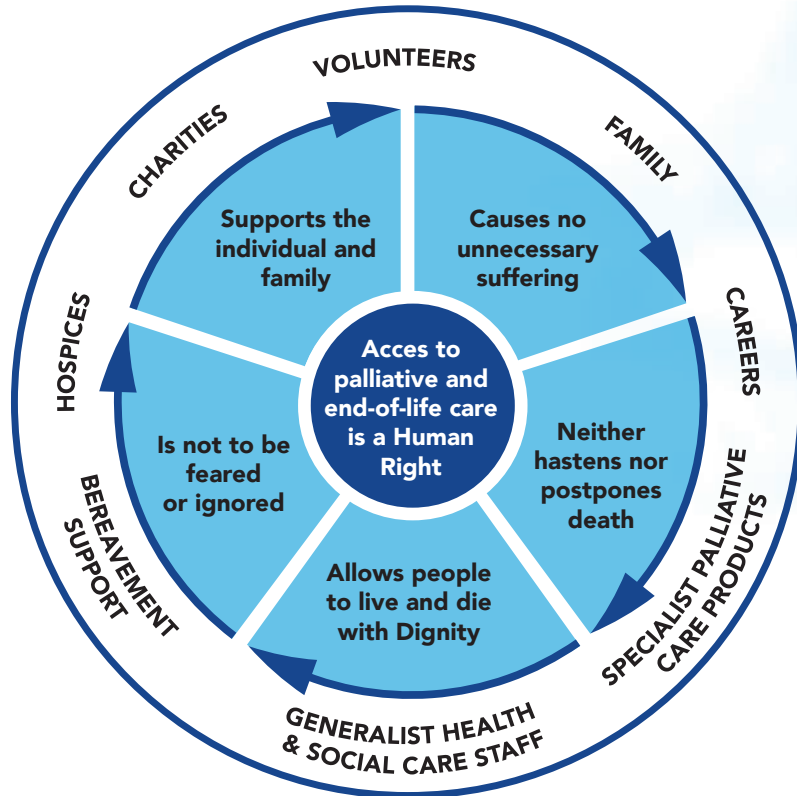 VOLUNTEERS
FAMILY
CAREERS
SPECIALIST PALLIATIVE
CARE PRODUCTS
GENERALIST HEALTH
& SOCIAL CARE STAFF
BEREAVEMENT
SUPPORT
HOSPICES
CHARITIES
Supports the
individual and
family
Causes no
unnecessary
suffering
Neither
hastens nor
postpones
death
Allows people
to live and die
with Dignity
Is not to be
feared
or ignored
Acces to
palliative and
end-of-life care
is a Human
Right